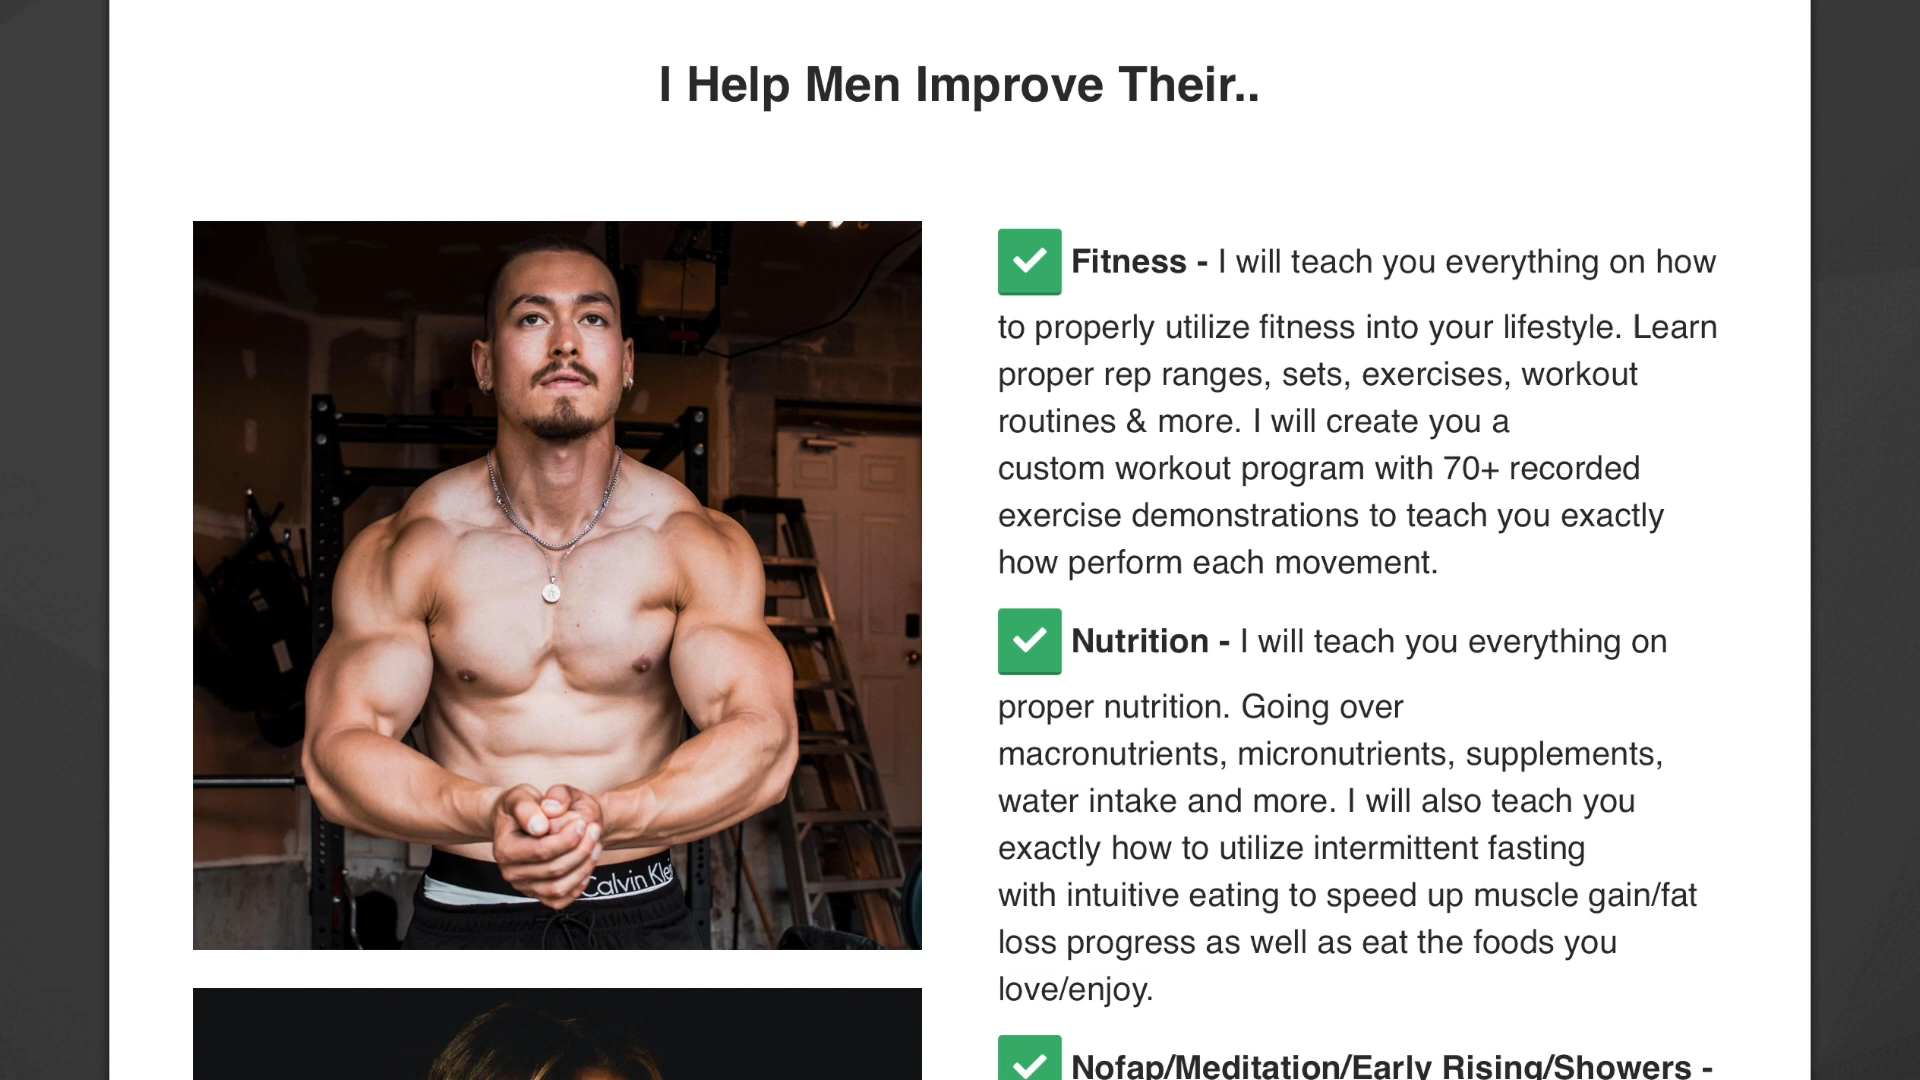 I Help Men Improve Their..
Fitness - I will teach you everything on how
to properly utilize fitness into your lifestyle. Learn
proper rep ranges, sets, exercises, workout
routines & more. I will create you a
custom workout program with 70+ recorded
exercise demonstrations to teach you exactly
how perform each movement.
Nutrition - I will teach you everything on
proper nutrition. Going over
macronutrients, micronutrients, supplements,
water intake and more. I will also teach you
exactly how to utilize intermittent fasting
with intuitive eating to speed up muscle gain/fat
loss progress as well as eat the foods you
love/enjoy.
Nofap/Meditation/Early Rising/Showers -
Calvin Klei